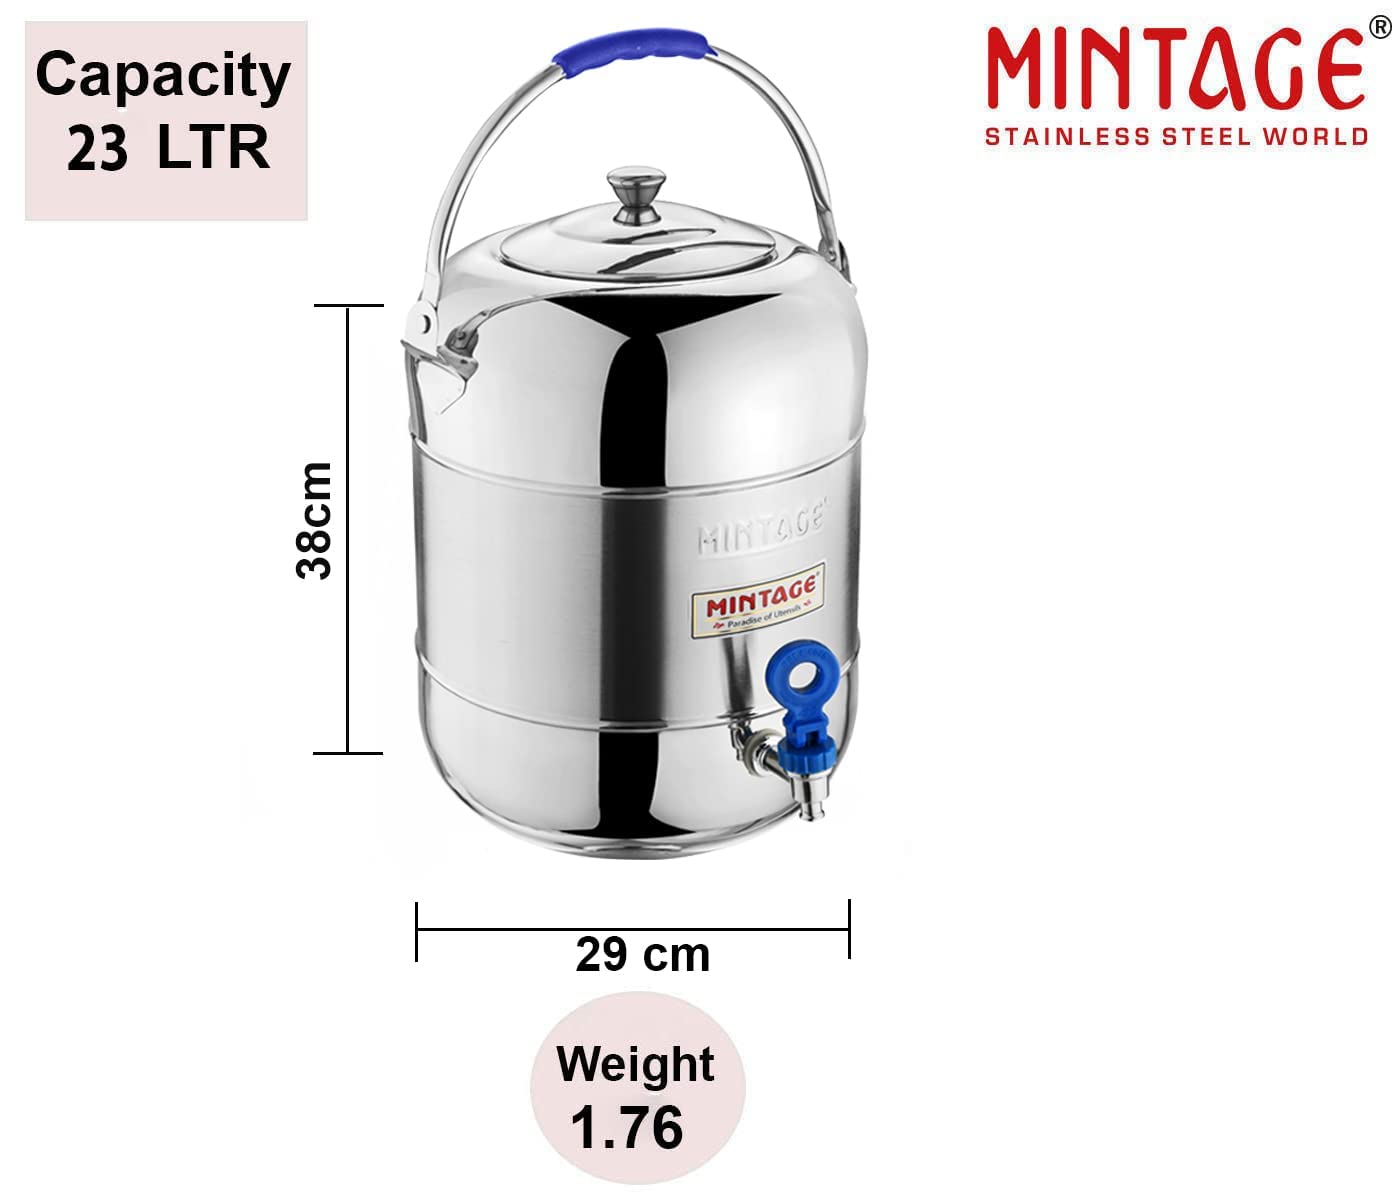 Capacity
23 LTR
MINTAGE®
STAINLESS STEEL WORLD
38cm
MINTAGE
MINTAGE®
Paradise of Utensils
29 cm
Weight
1.76